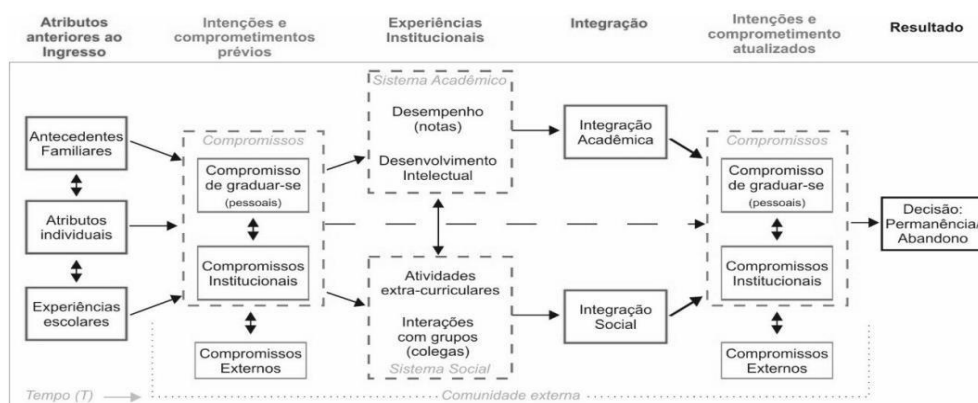 Atributos
anteriores ao
Ingresso
Intenções e
comprometimentos
prévios
Experiências
Institucionais
Integração
Intenções e
comprometimento
atualizados
Resultado
Antecedentes
Familiares
Atributos
individuais
Experiências
escolares
Compromissos
Compromisso
de graduar-se
(pessoais)
Compromissos
Institucionais
Compromissos
Externos
Sistema Acadêmico
Desempenho
(notas)
Desenvolvimento
Intelectual
Atividades
extra-curriculares
Interações
com grupos
(colegas)
Sistema Social
Integração
Acadêmica
Integração
Social
Compromissos
Compromisso
de graduar-se
(pessoais)
Compromissos
Institucionais
Compromissos
Externos
Decisão:
Permanência/
Abandono
Tempo (T)
Comunidade externa